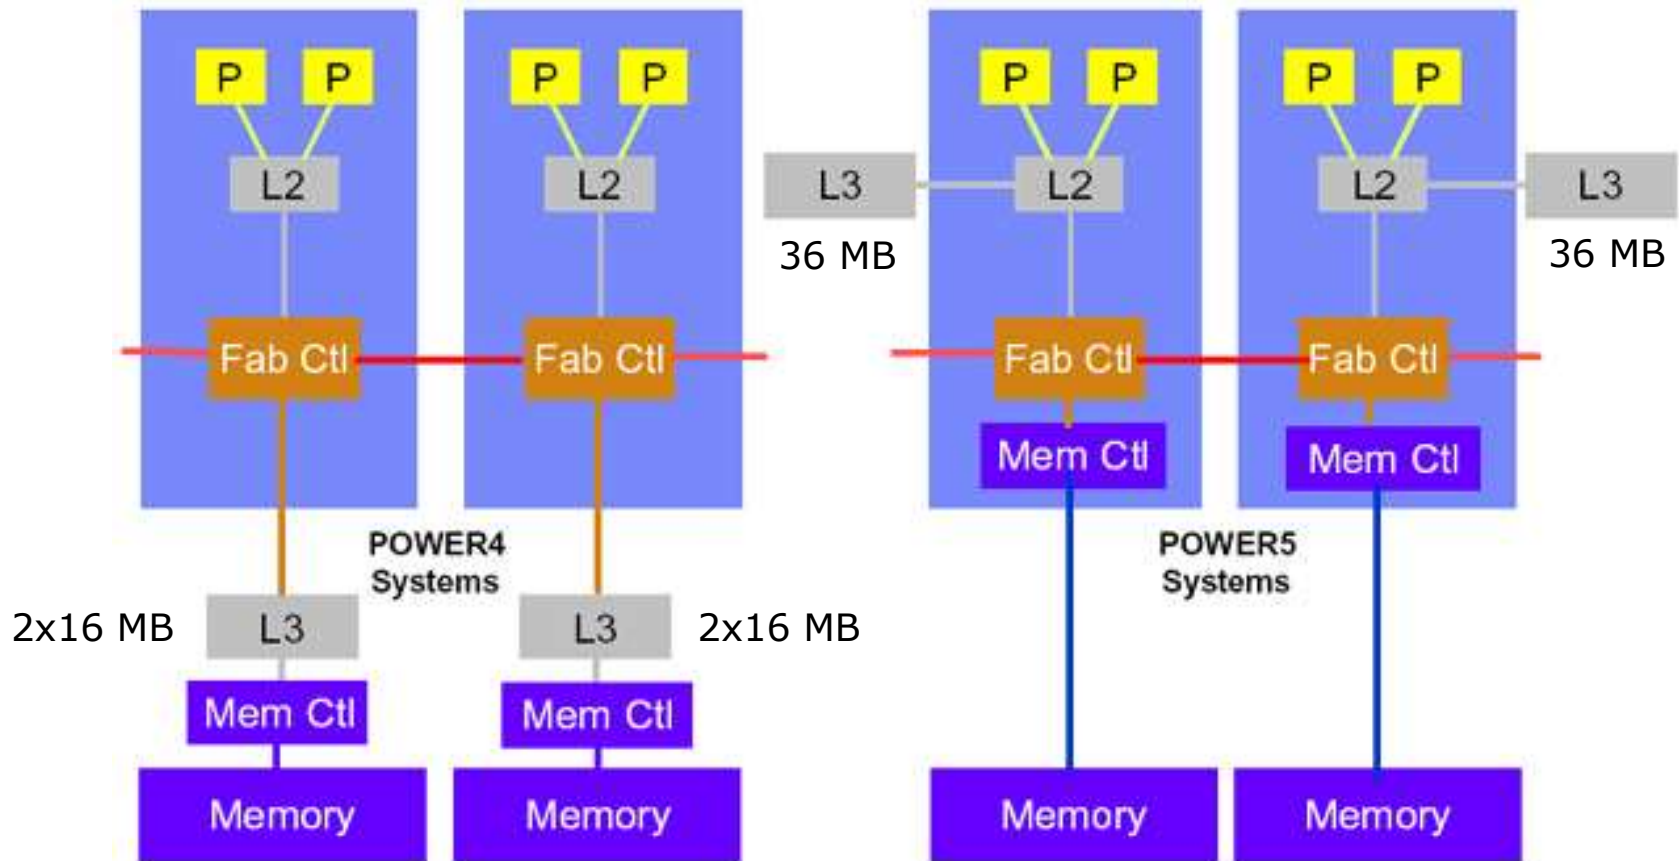 P P P P P P P P
L2 L2 L3 L2 L2 L3
36 MB 36 MB
Fab Ctl Fab Ctl Fab Ctl Fab Ctl
Mem Ctl Mem Ctl
POWER4
Systems
POWER5
Systems
2x16 MB L3 L3 2x16 MB
Mem Ctl Mem Ctl
Memory Memory Memory Memory